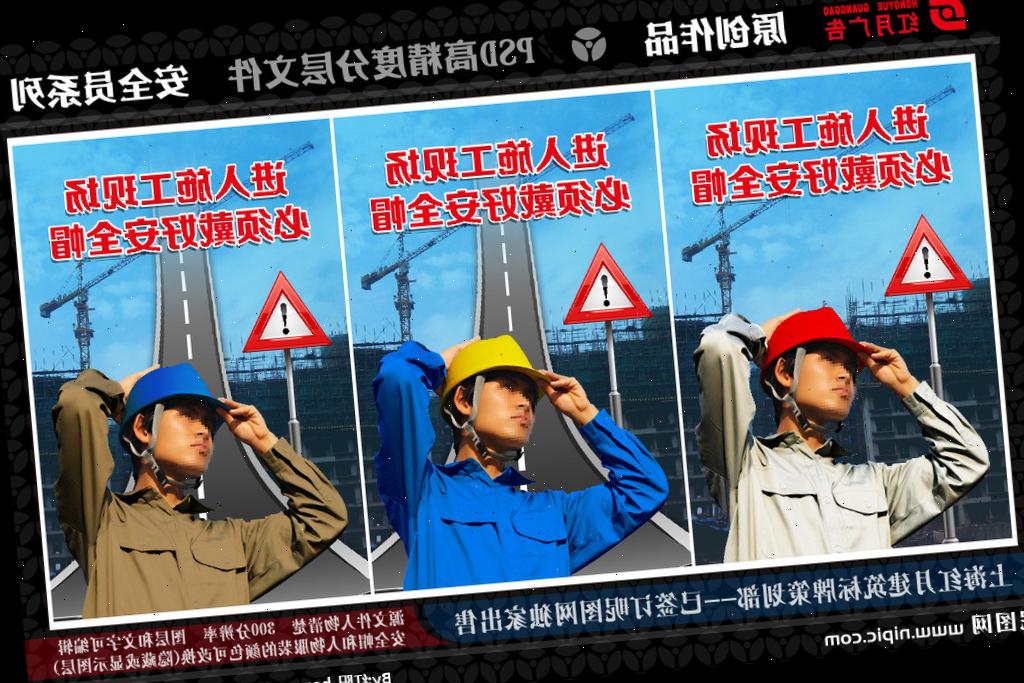 安全员系列
PSD高精度分层文件
原创作品
红月广告
HONGYUE GUANGGAO
进入施工现场
必须戴好安全帽
进入施工现场
必须戴好安全帽
进入施工现场
必须戴好安全帽
上海红月建筑标牌策划部——已签订昵图网独家出售
源文件人物清楚 300分辨率 图层和文字可编辑
安全帽和人物服装的颜色可改换(隐藏或显示图层)
昵图网 www.nipic.com